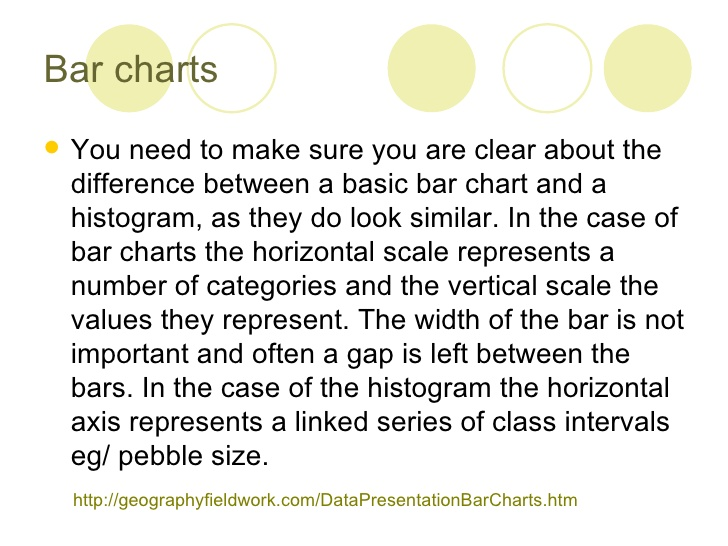 Bar charts
You need to make sure you are clear about the
difference between a basic bar chart and a
histogram, as they do look similar. In the case of
bar charts the horizontal scale represents a
number of categories and the vertical scale the
values they represent. The width of the bar is not
important and often a gap is left between the
bars. In the case of the histogram the horizontal
axis represents a linked series of class intervals
eg/ pebble size.
http://geographyfieldwork.com/DataPresentationBarCharts.htm